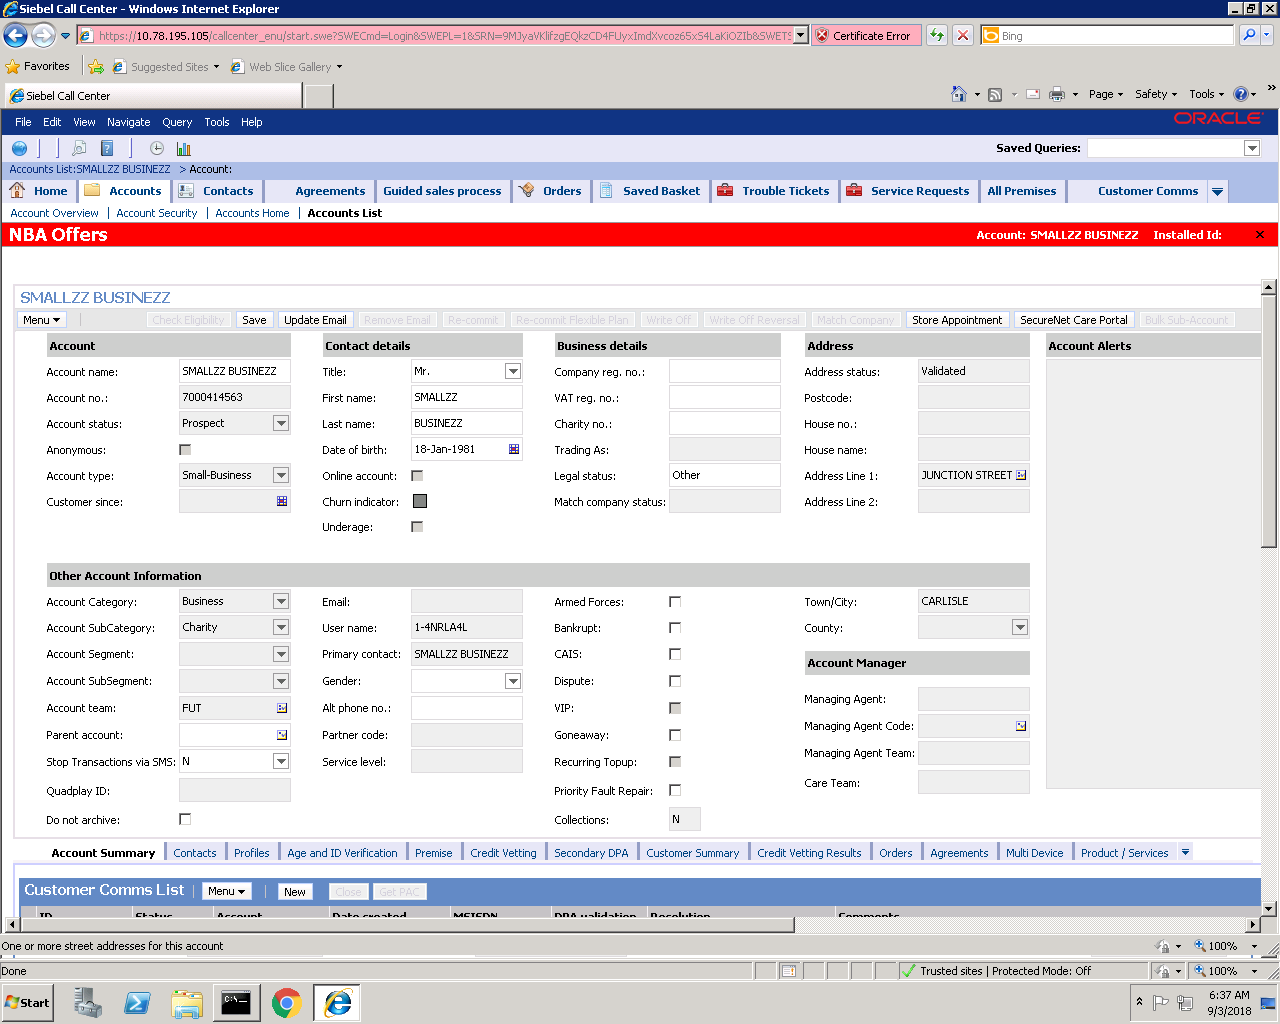 Siebel Call Center - Windows Internet Explorer
https://10.78.195.105/callcenter_enu/start.swe?SWECmd=Login&SWEPL=1&SRN=
Certificate Error
Bing
Favorites
Suggested Sites
Web Slice Gallery
Siebel Call Center
Page
Safety
Tools
File Edit View Navigate Query Tools Help
ORACLE
Saved Queries:
Accounts List:SMALLZZ BUSINEZZ > Account:
Home Accounts Contacts Agreements Guided sales process Orders Saved Basket Trouble Tickets Service Requests All Premises Customer Comms
Account Overview | Account Security | Accounts Home | Accounts List
NBA Offers
Account: SMALLZZ BUSINEZZ Installed Id:
SMALLZZ BUSINEZZ
Menu Check Eligibility Save Update Email Remove Email Re-commit Re-commit Flexible Plan Write Off Write Off Reversal Match Company Store Appointment SecureNet Care Portal Bulk Sub-Account
Account Contact details Business details Address Account Alerts
Account name: SMALLZZ BUSINEZZ Title: Mr. Company reg. no.: Address status: Validated
Account no.: 7000414563 First name: SMALLZZ VAT reg. no.: Postcode:
Account status: Prospect Last name: BUSINEZZ Charity no.: House no.:
Anonymous: Date of birth: 18-Jan-1981 Trading As: House name:
Account type: Small-Business Online account: Legal status: Other Address Line 1: JUNCTION STREET
Customer since: Churn indicator: Match company status: Address Line 2:
Underage:
Other Account Information
Account Category: Business Email: Armed Forces: Town/City: CARLISLE
Account SubCategory: Charity User name: 1-4NRLA4L Bankrupt: County:
Account Segment: Primary contact: SMALLZZ BUSINEZZ CAIS: Account Manager
Account SubSegment: Gender: Dispute:
Account team: FUT Alt phone no.: VIP: Managing Agent:
Parent account: Partner code: Goneaway: Managing Agent Code:
Stop Transactions via SMS: N Service level: Recurring Topup: Managing Agent Team:
Quadplay ID: Priority Fault Repair: Care Team:
Do not archive: Collections: N
Account Summary Contacts Profiles Age and ID Verification Premise Credit Vetting Secondary DPA Customer Summary Credit Vetting Results Orders Agreements Multi Device Product / Services
Customer Comms List Menu New Close Get PAC
ID Status Account Date created MSISDN DPA validation Resolution Comments
One or more street addresses for this account
100%
Done
Trusted sites | Protected Mode: Off
100%
Start
6:37 AM
9/3/2018